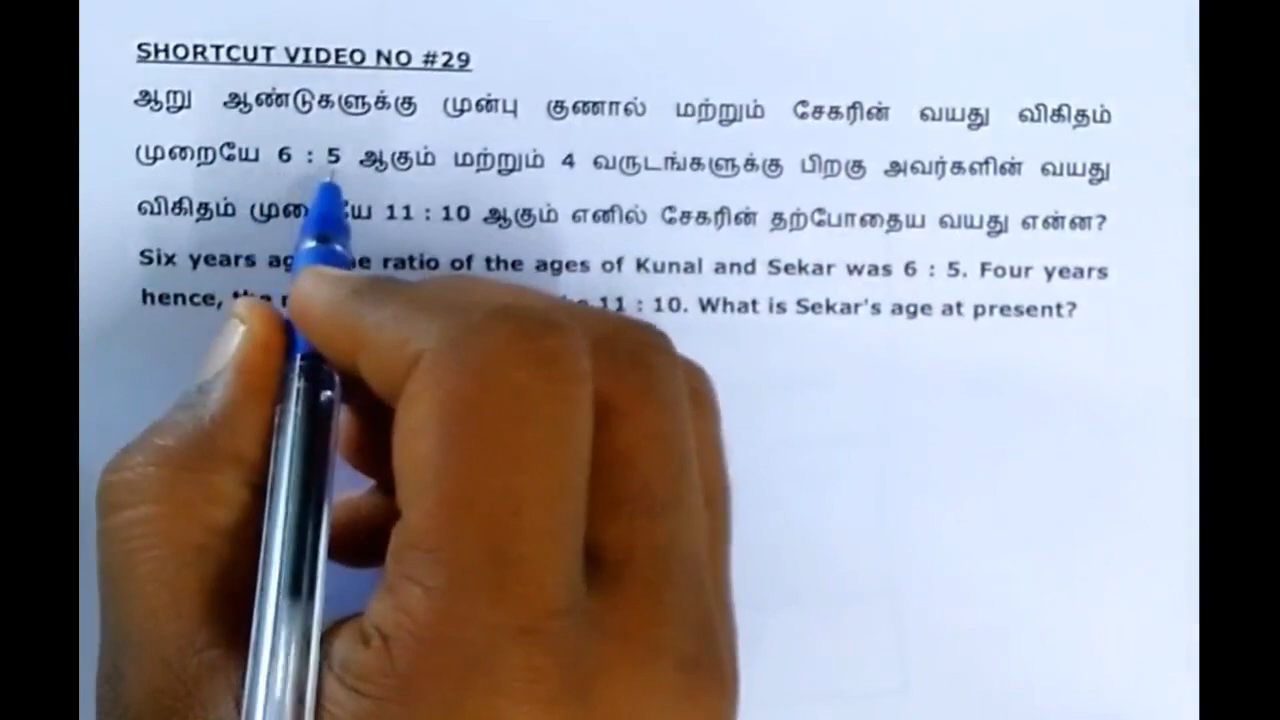 SHORTCUT VIDEO NO #29
ஆறு ஆண்டுகளுக்கு முன்பு குணால் மற்றும் சேகரின் வயது விகிதம்
முறையே 6 : 5 ஆகும் மற்றும் 4 வருடங்களுக்கு பிறகு அவர்களின் வயது
விகிதம் 11 : 10 ஆகும் எனில் சேகரின் தற்போதைய வயது என்ன?
Six years ratio of the ages of Kunal and Sekar was 6 : 5. Four years
hence, 11 : 10. What is Sekar's age at present?